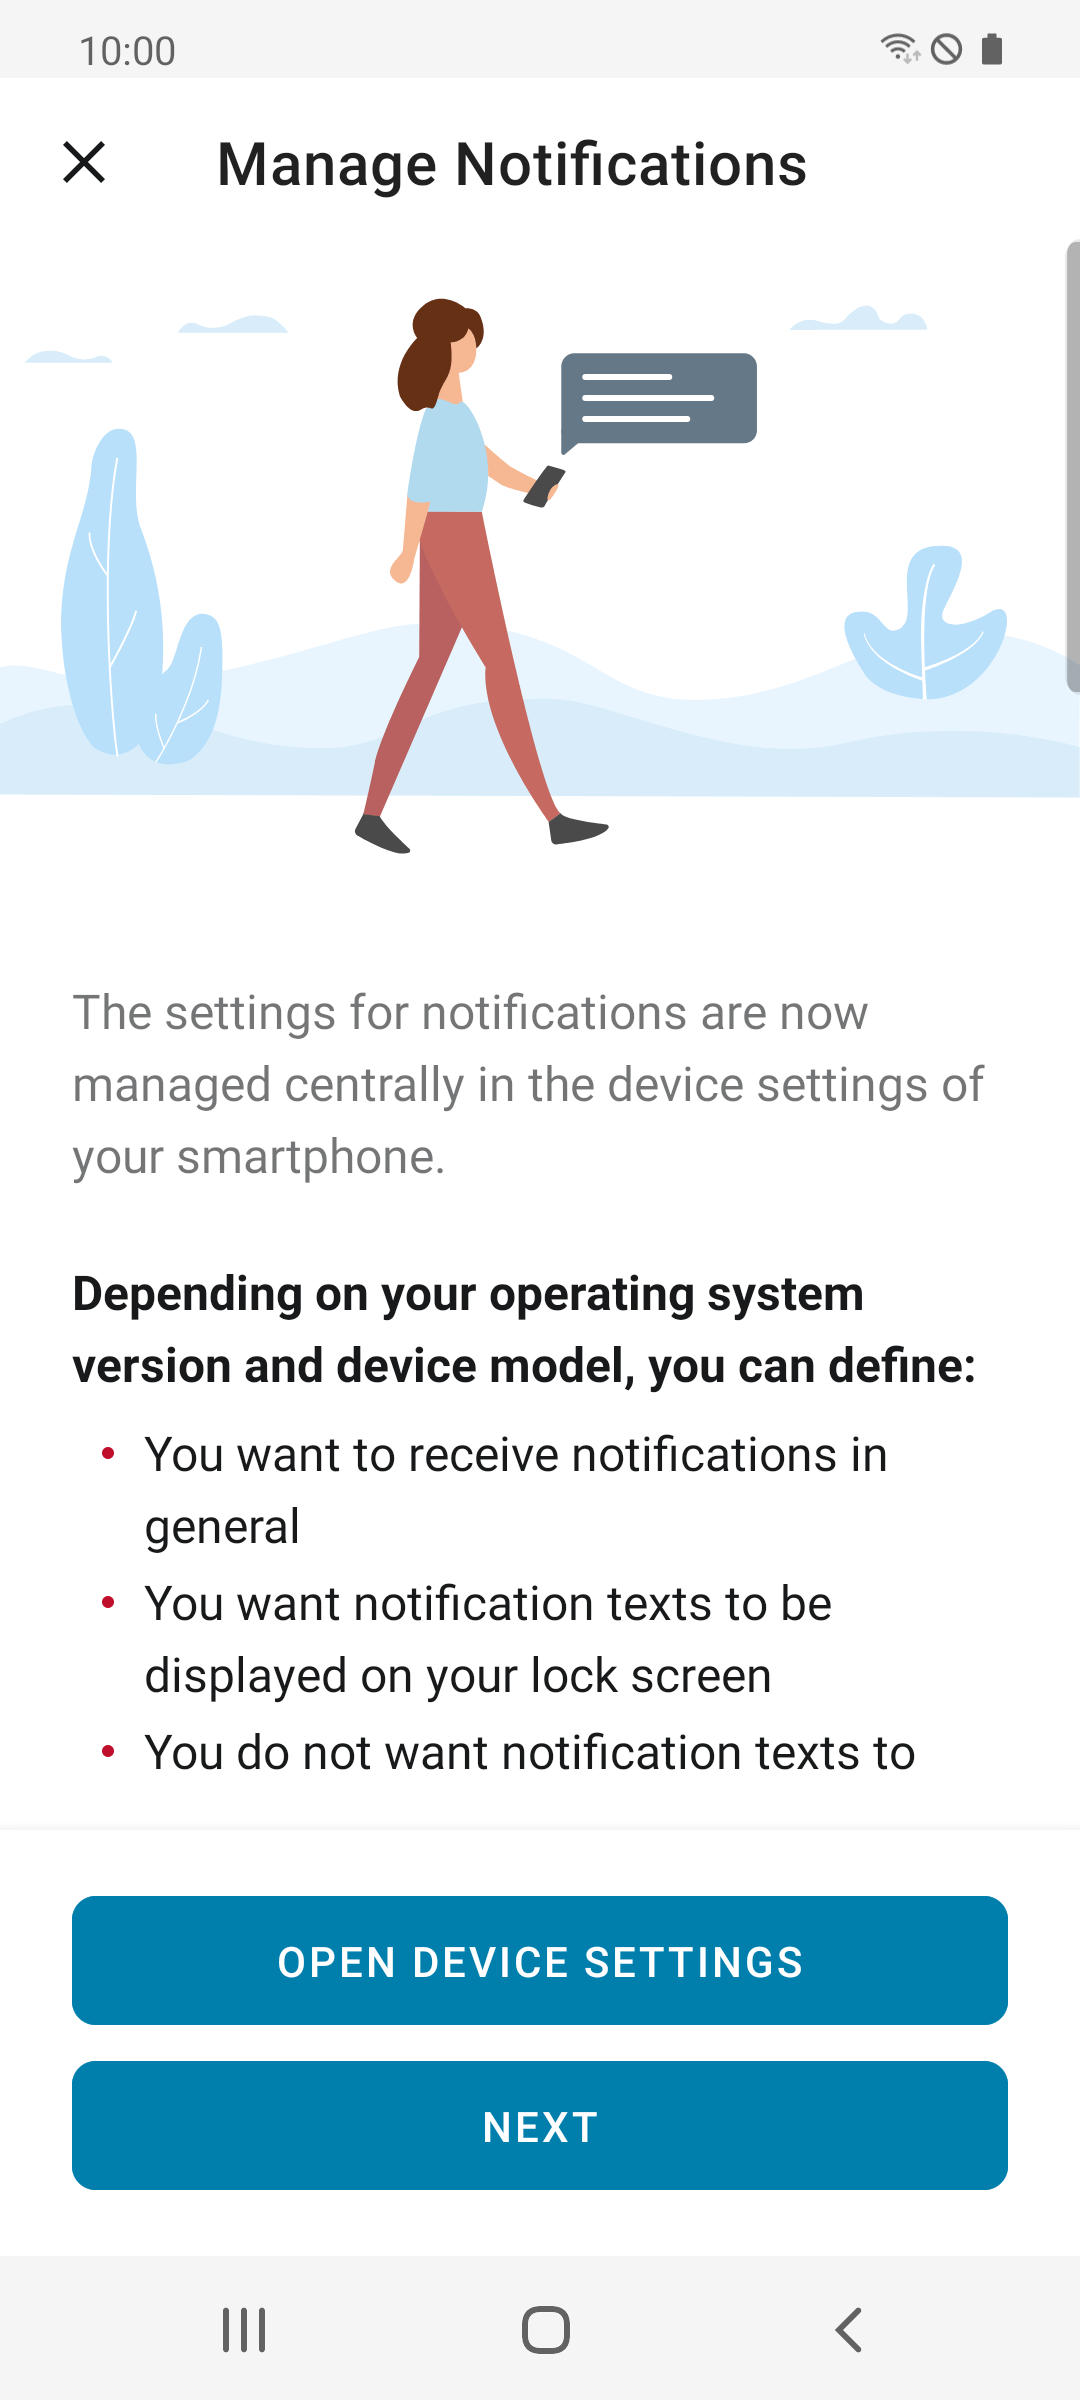 10:00
Manage Notifications
The settings for notifications are now
managed centrally in the device settings of
your smartphone.
Depending on your operating system
version and device model, you can define:
• You want to receive notifications in
general
• You want notification texts to be
displayed on your lock screen
• You do not want notification texts to
OPEN DEVICE SETTINGS
NEXT